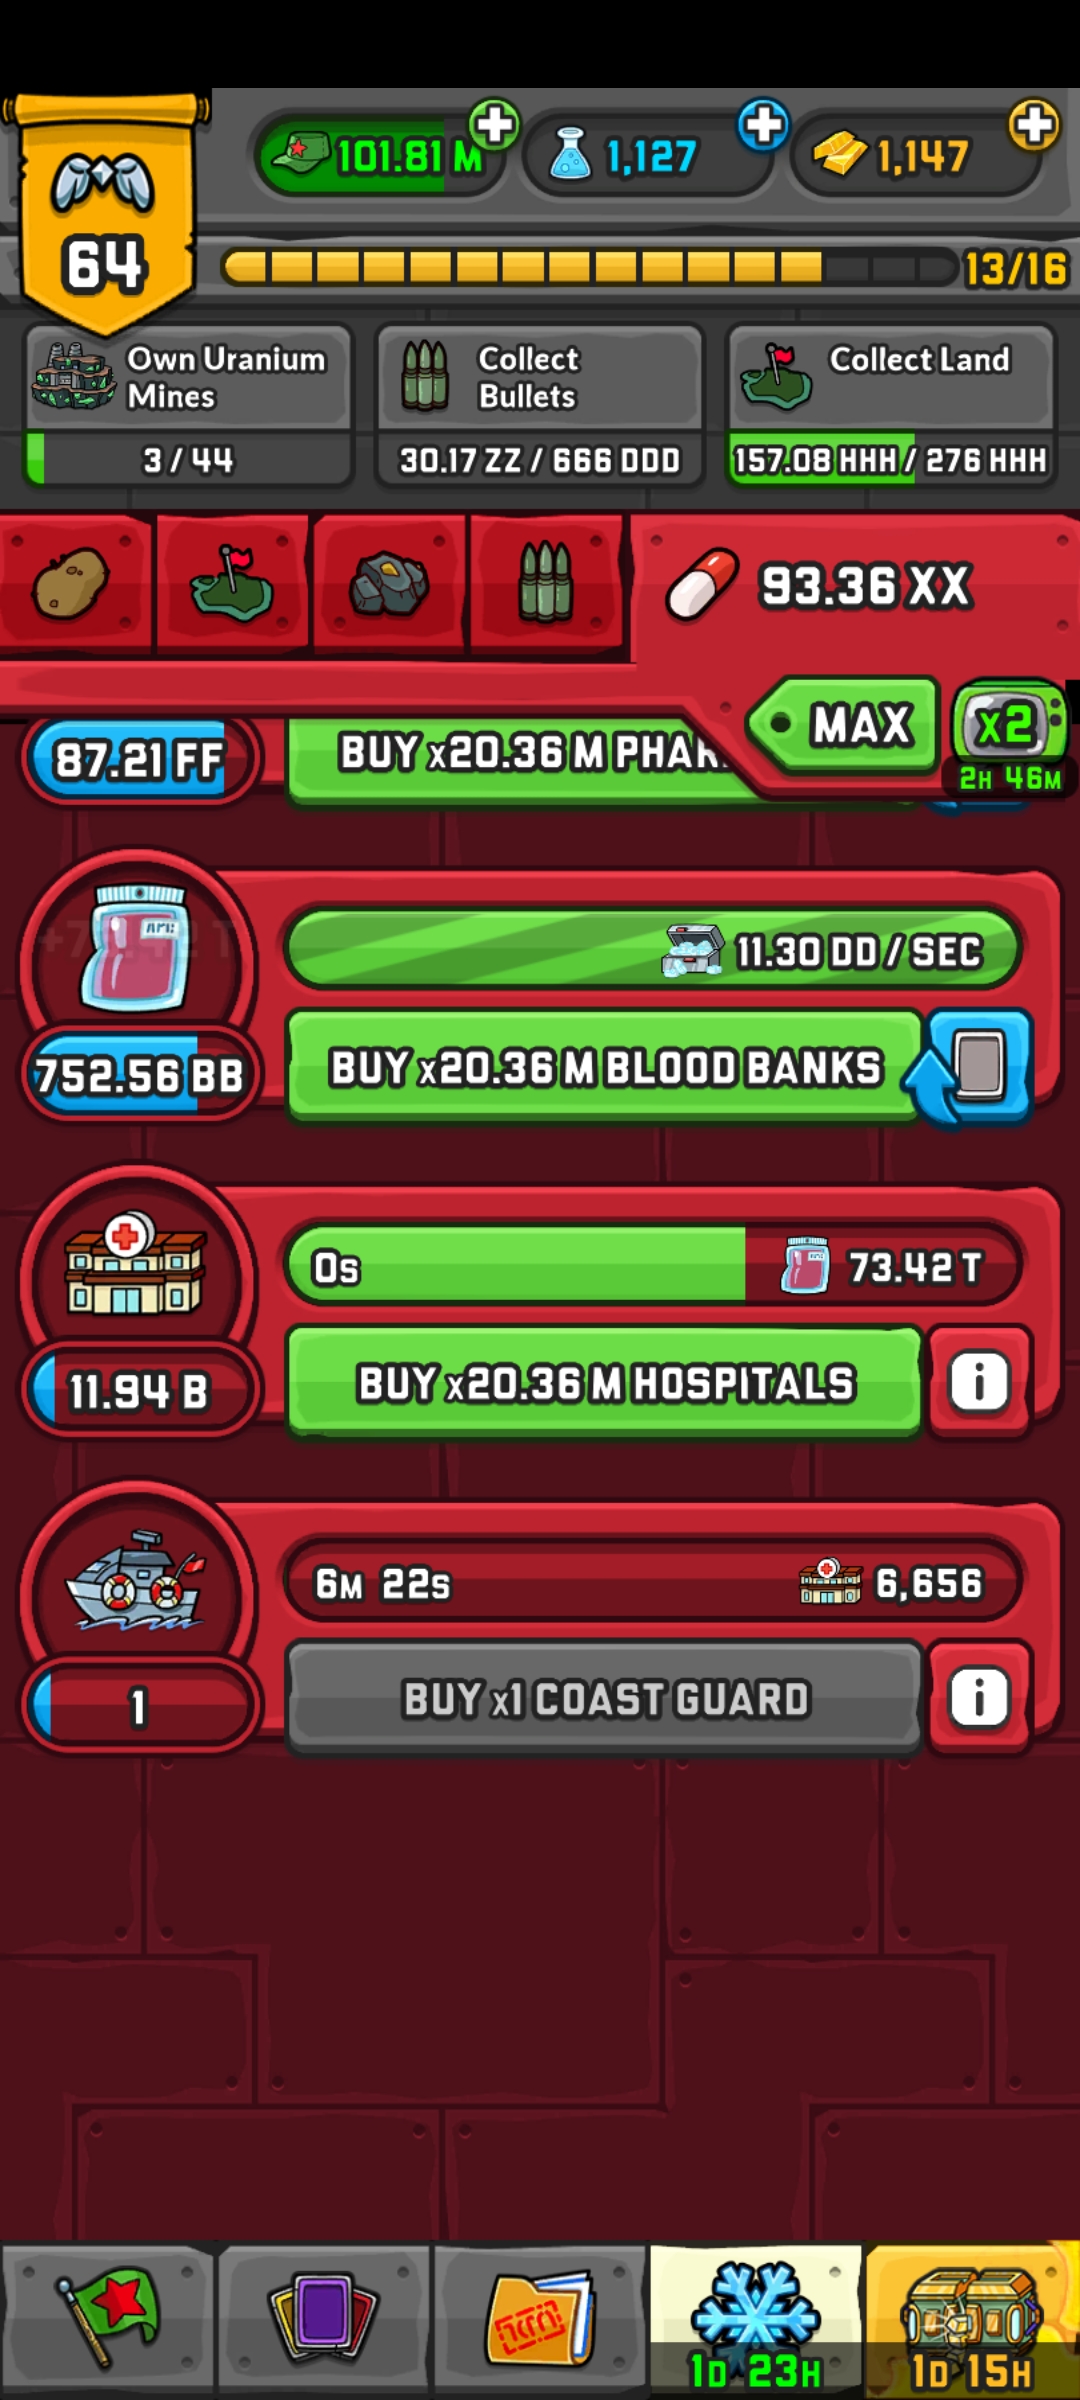 101.81 M
1,127
1,147
64
13/16
Own Uranium
Mines
3 / 44
Collect
Bullets
30.17 ZZ / 666 DDD
Collect Land
157.08 HHH / 276 HHH
93.36 XX
MAX
X2
2H 46M
87.21 FF
BUY x20.36 M PHAR
11.30 DD / SEC
752.56 BB
BUY x20.36 M BLOOD BANKS
0s
73.42 T
11.94 B
BUY x20.36 M HOSPITALS
i
6M 22s
6,656
1
BUY x1 COAST GUARD
i
1D 23H
1D 15H